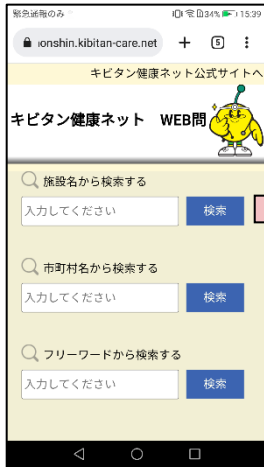 緊急速報のみ 34% 15:39
onshin.kibitan-care.net + 5
キビタン健康ネット公式サイトへ
キビタン健康ネット WEB問
施設名から検索する
入力してください 検索
市町村名から検索する
入力してください 検索
フリーワードから検索する
入力してください 検索